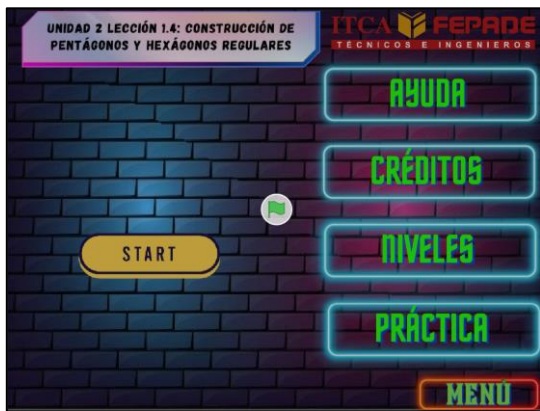 UNIDAD 2 LECCIÓN 1.4: CONSTRUCCIÓN DE
PENTÁGONOS Y HEXÁGONOS REGULARES
ITCA FEPADE
TÉCNICOS E INGENIEROS
AYUDA
CRÉDITOS
START
NIVELES
PRÁCTICA
MENÚ